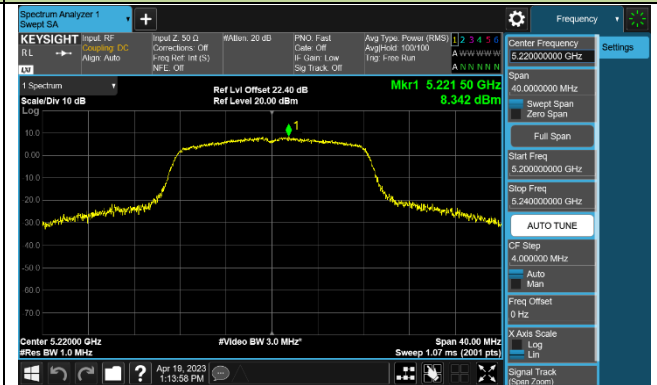 Spectrum Analyzer 1
Swept SA
Frequency
KEYSIGHT
RL
LXI
Input: RF
Coupling: DC
Align: Auto
Input Z: 50 Ω
Corrections: Off
Freq Ref: Int (S)
NFE: Off
#Atten: 20 dB
PNO: Fast
Gate: Off
IF Gain: Low
Sig Track: Off
Avg Type: Power (RMS)
Avg|Hold: 100/100
Trig: Free Run
1 2 3 4 5 6
A W W W W W
A N N N N N
Settings
1 Spectrum
Scale/Div 10 dB
Log
Ref Lvl Offset 22.40 dB
Ref Level 20.00 dBm
Mkr1 5.221 50 GHz
8.342 dBm
1
10.0
0.00
-10.0
-20.0
-30.0
-40.0
-50.0
-60.0
-70.0
Center 5.22000 GHz
#Res BW 1.0 MHz
#Video BW 3.0 MHz*
Span 40.00 MHz
Sweep 1.07 ms (2001 pts)
Center Frequency
5.220000000 GHz
Span
40.0000000 MHz
Swept Span
Zero Span
Full Span
Start Freq
5.200000000 GHz
Stop Freq
5.240000000 GHz
AUTO TUNE
CF Step
4.000000 MHz
Auto
Man
Freq Offset
0 Hz
X Axis Scale
Log
Lin
Signal Track
(Span Zoom)
?
Apr 19, 2023
1:13:58 PM